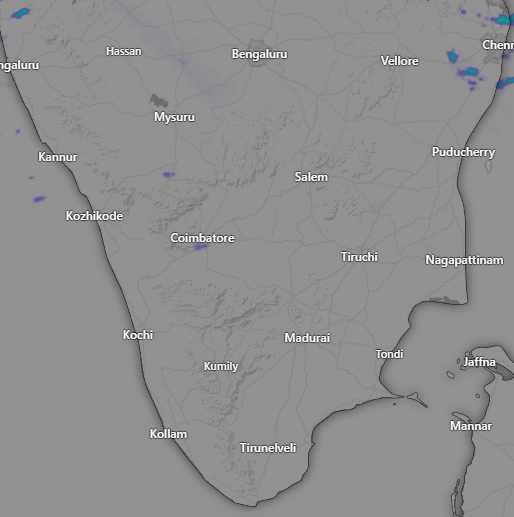 Chenn
Hassan
Bengaluru
Vellore
ngaluru
Mysuru
Kannur
Puducherry
Salem
Kozhikode
Coimbatore
Tiruchi
Nagapattinam
Kochi
Madurai
Tondi
Kumily
Jaffna
Mannar
Kollam
Tirunelveli